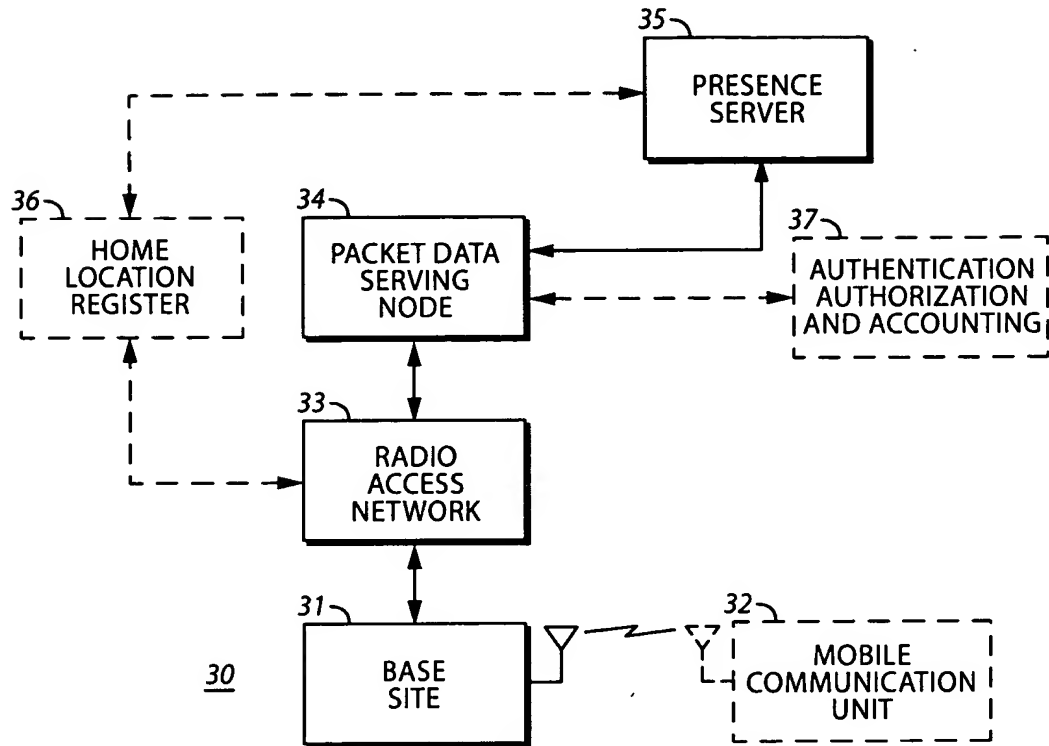 35
PRESENCE
SERVER
36
HOME
LOCATION
REGISTER
34
PACKET DATA
SERVING
NODE
37
AUTHENTICATION
AUTHORIZATION
AND ACCOUNTING
33
RADIO
ACCESS
NETWORK
31
BASE
SITE
32
MOBILE
COMMUNICATION
UNIT
30